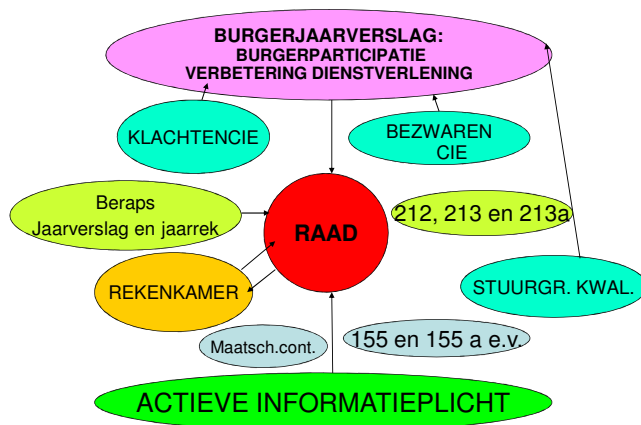 BURGERJAARVERSLAG:
BURGERPARTICIPATIE
VERBETERING DIENSTVERLENING
KLACHTENCIE
BEZWAREN
CIE
Beraps
Jaarverslag en jaarrek
RAAD
212, 213 en 213a
REKENKAMER
STUURGR. KWAL.
Maatsch.cont.
155 en 155 a e.v.
ACTIEVE INFORMATIEPLICHT